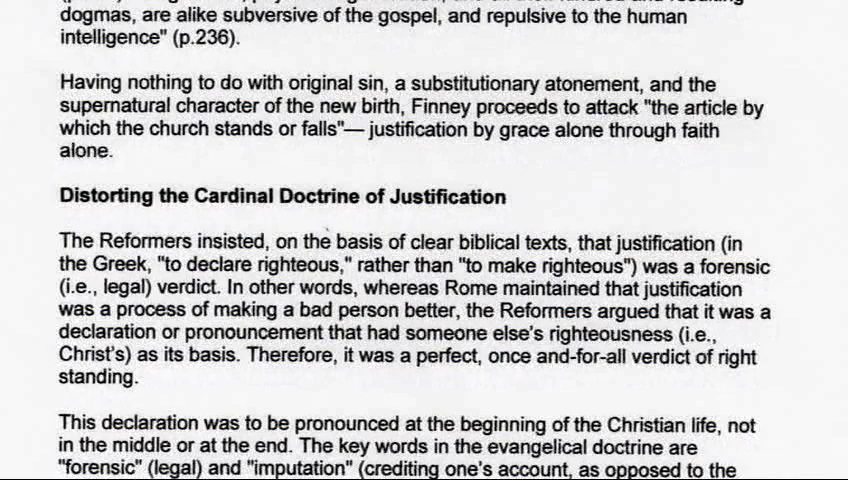 dogmas, are alike subversive of the gospel, and repulsive to the human
intelligence" (p.236).
Having nothing to do with original sin, a substitutionary atonement, and the
supernatural character of the new birth, Finney proceeds to attack "the article by
which the church stands or falls"— justification by grace alone through faith
alone.
Distorting the Cardinal Doctrine of Justification
The Reformers insisted, on the basis of clear biblical texts, that justification (in
the Greek, "to declare righteous," rather than "to make righteous") was a forensic
(i.e., legal) verdict. In other words, whereas Rome maintained that justification
was a process of making a bad person better, the Reformers argued that it was a
declaration or pronouncement that had someone else's righteousness (i.e.,
Christ's) as its basis. Therefore, it was a perfect, once and-for-all verdict of right
standing.
This declaration was to be pronounced at the beginning of the Christian life, not
in the middle or at the end. The key words in the evangelical doctrine are
"forensic" (legal) and "imputation" (crediting one's account, as opposed to the